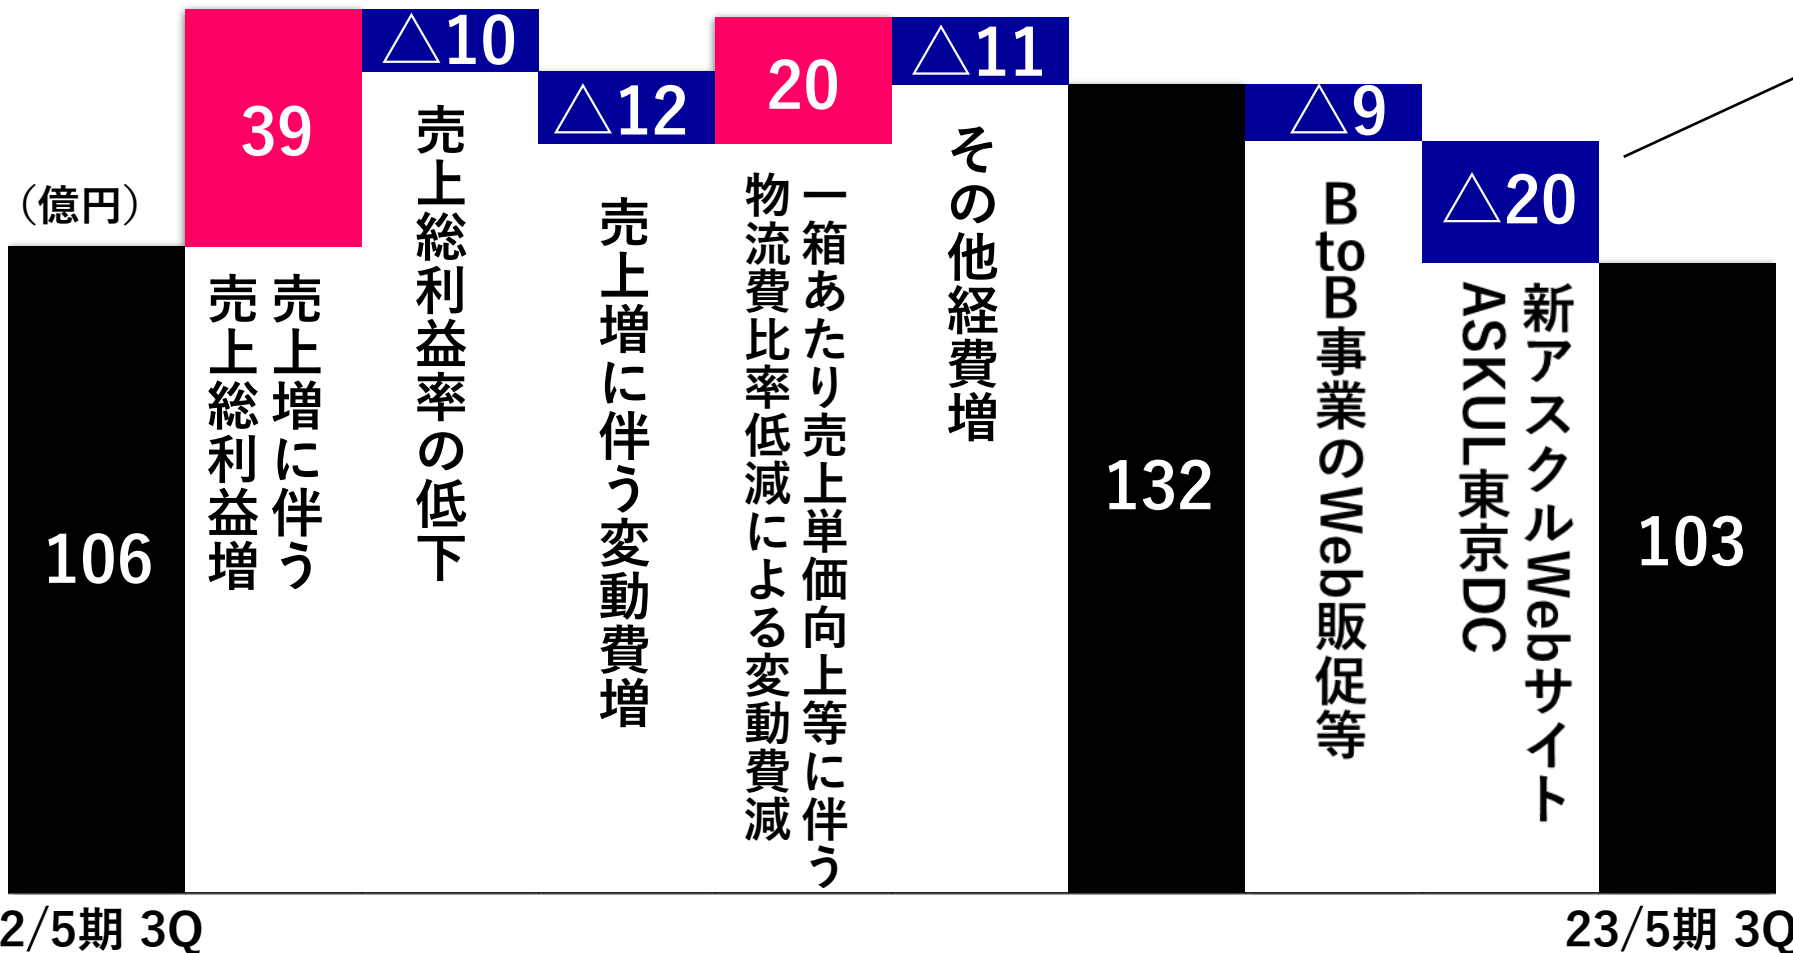 (億円)
106
39
売上増に伴う
売上総利益増
△10
売上総利益率の低下
△12
売上増に伴う変動費増
20
一箱あたり売上単価向上等に伴う
物流費比率低減による変動費減
△11
その他経費増
132
△9
BtoB事業のWeb販促等
△20
新アスクルWebサイト
ASKUL東京DC
103
2/5期 3Q
23/5期 3Q